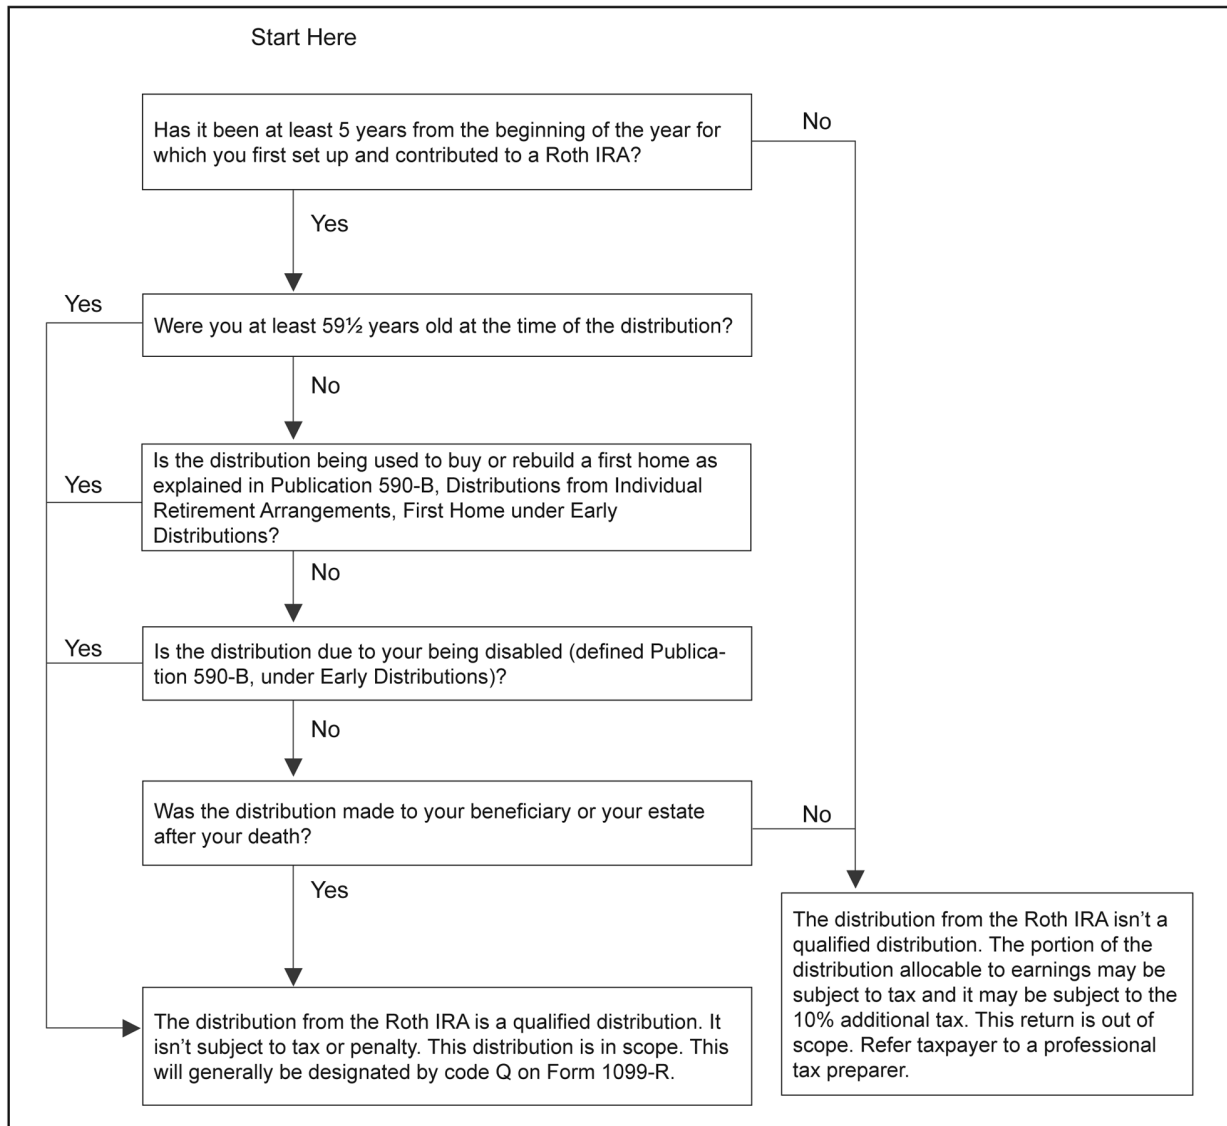 Start Here
Has it been at least 5 years from the beginning of the year for
which you first set up and contributed to a Roth IRA?
No
Yes
Yes
Were you at least 59½ years old at the time of the distribution?
No
Yes
Is the distribution being used to buy or rebuild a first home as
explained in Publication 590-B, Distributions from Individual
Retirement Arrangements, First Home under Early
Distributions?
No
Yes
Is the distribution due to your being disabled (defined Publica-
tion 590-B, under Early Distributions)?
No
Was the distribution made to your beneficiary or your estate
after your death?
No
Yes
The distribution from the Roth IRA is a qualified distribution. It
isn’t subject to tax or penalty. This distribution is in scope. This
will generally be designated by code Q on Form 1099-R.
The distribution from the Roth IRA isn’t a
qualified distribution. The portion of the
distribution allocable to earnings may be
subject to tax and it may be subject to the
10% additional tax. This return is out of
scope. Refer taxpayer to a professional
tax preparer.